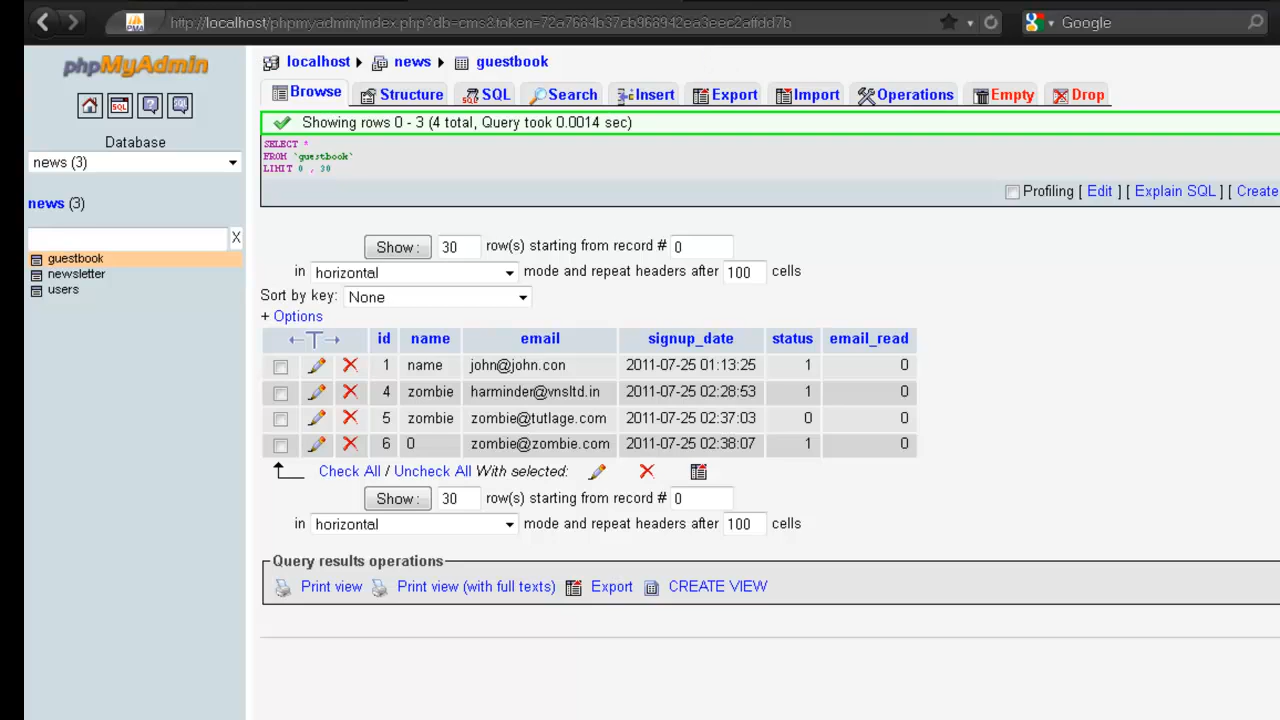 http://localhost/phpmyadmin/index.php?db=cms2&token=72a7684b37cb968942ea3eec2affdd7b
Google
phpMyAdmin
SQL
Database
news (3)
news (3)
X
guestbook
newsletter
users
localhost news guestbook
Browse Structure SQL Search Insert Export Import Operations Empty Drop
Showing rows 0 - 3 (4 total, Query took 0.0014 sec)
SELECT *
FROM `guestbook`
LIMIT 0 , 30
Profiling [ Edit ] [ Explain SQL ] [ Create
Show : 30 row(s) starting from record # 0
in horizontal mode and repeat headers after 100 cells
Sort by key: None
+ Options
←T→ id name email signup_date status email_read
1 name john@john.con 2011-07-25 01:13:25 1 0
4 zombie harminder@vnsltd.in 2011-07-25 02:28:53 1 0
5 zombie zombie@tutlage.com 2011-07-25 02:37:03 0 0
6 0 zombie@zombie.com 2011-07-25 02:38:07 1 0
Check All / Uncheck All With selected:
Show : 30 row(s) starting from record # 0
in horizontal mode and repeat headers after 100 cells
Query results operations
Print view Print view (with full texts) Export CREATE VIEW